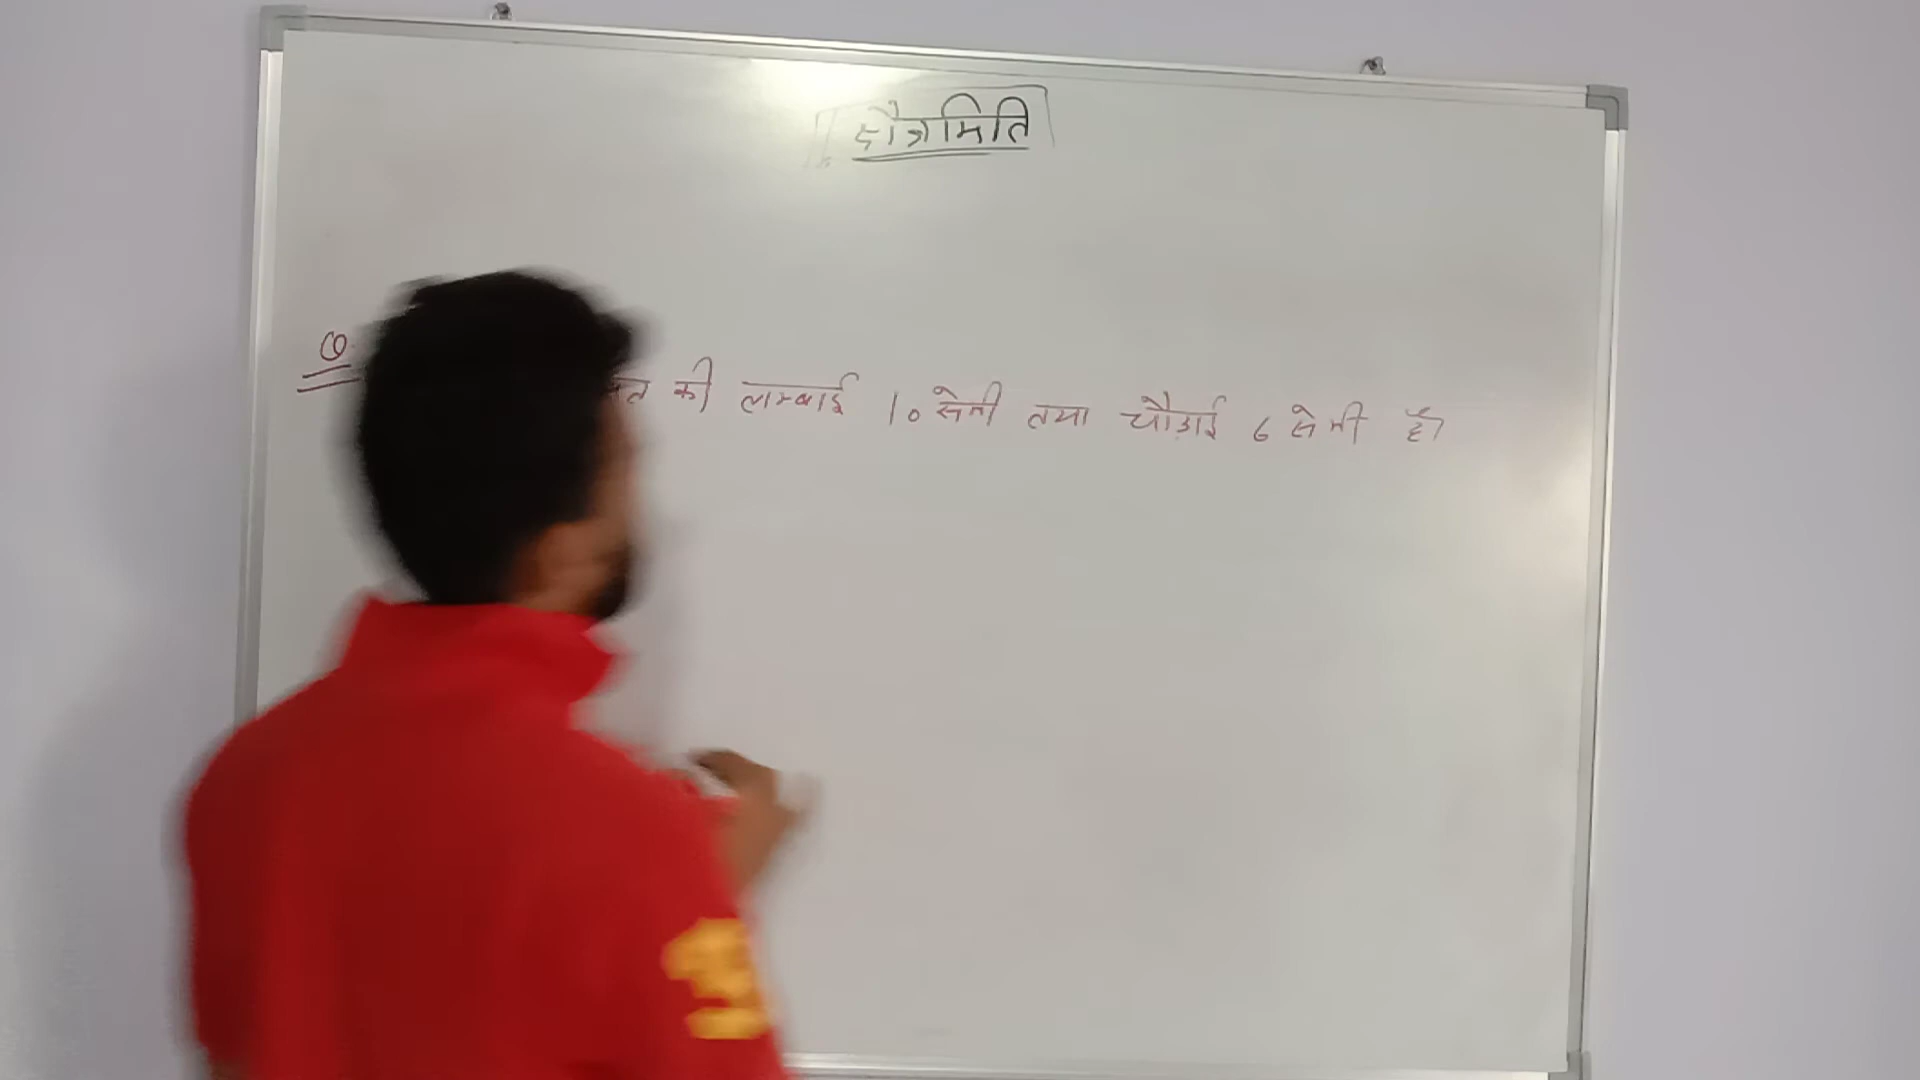 क्षेत्रमिति
Q. की लम्बाई 10 सेमी तथा चौड़ाई 6 सेमी है।